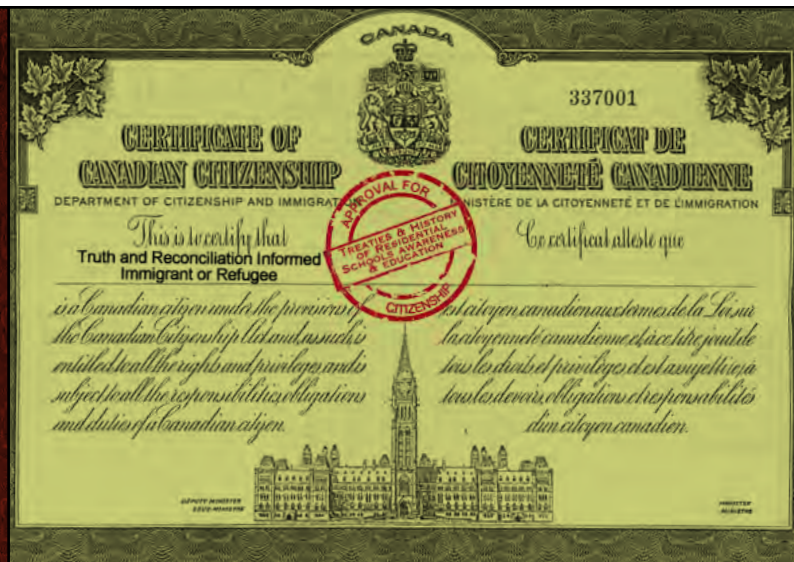 CANADA
337001
CERTIFICATE OF
CANADIAN CITIZENSHIP
DEPARTMENT OF CITIZENSHIP AND IMMIGRAT
This is to certify that
Truth and Reconciliation Informed
Immigrant or Refugee
is a Canadian citizen under the provisions of
the Canadian Citizenship Act and, as such, is
entitled to all the rights and privileges and is
subject to all the responsibilities, obligations
and duties of a Canadian citizen.
DEPUTY MINISTER
SOUS-MINISTRE
APPROVAL FOR
TREATIES & HISTORY
OF RESIDENTIAL
SCHOOLS AWARENESS
& EDUCATION
CITIZENSHIP
CERTIFICAT DE
CITOYENNETÉ CANADIENNE
NISTÈRE DE LA CITOYENNETÉ ET DE L'IMMIGRATION
Ce certificat atteste que
est citoyen canadien aux termes de la Loi sur
la citoyenneté canadienne et, à ce titre, jouit de
tous les droits et privilèges et est assujetti(e) à
tous les devoirs, obligations et responsabilités
d'un citoyen canadien.
MINISTER
MINISTRE